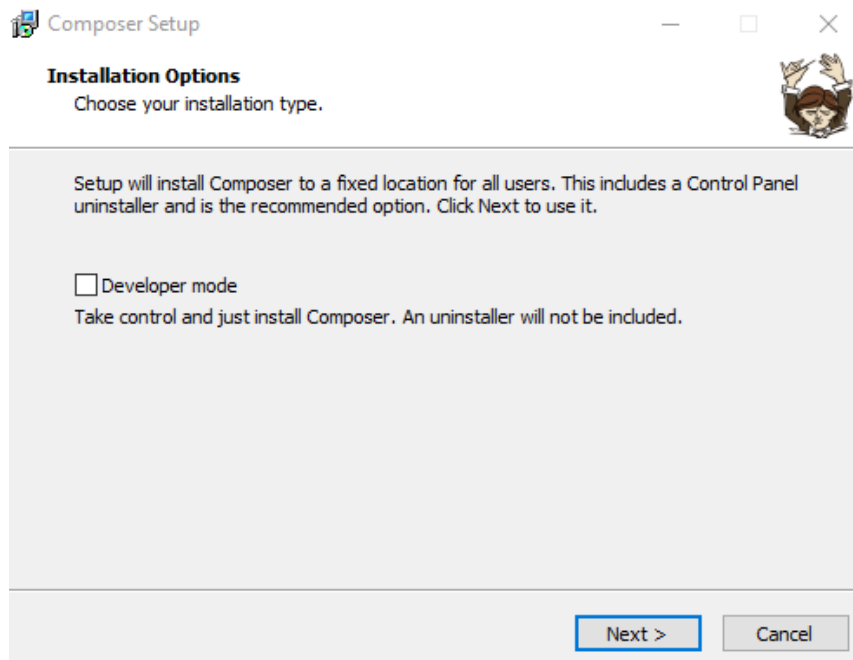 Composer Setup
Installation Options
Choose your installation type.
Setup will install Composer to a fixed location for all users. This includes a Control Panel
uninstaller and is the recommended option. Click Next to use it.
Developer mode
Take control and just install Composer. An uninstaller will not be included.
Next >
Cancel